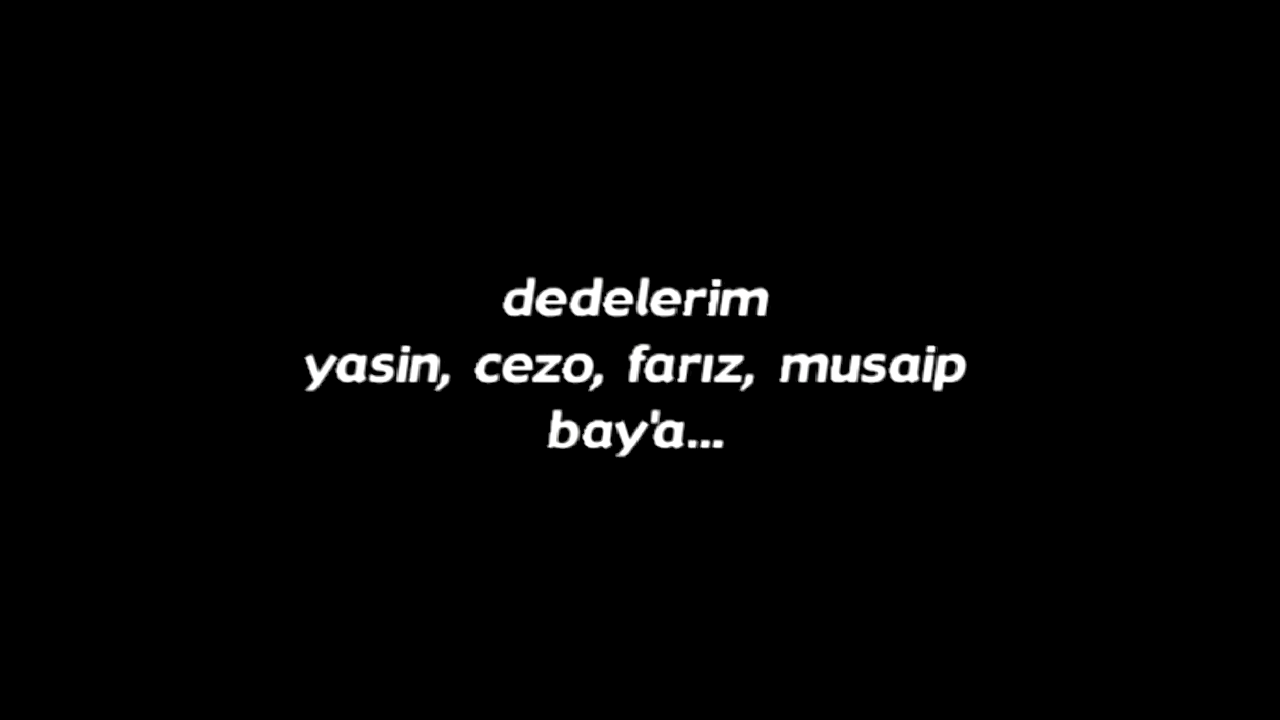 dedelerim
yasin, cezo, farız, musaip
bay'a...